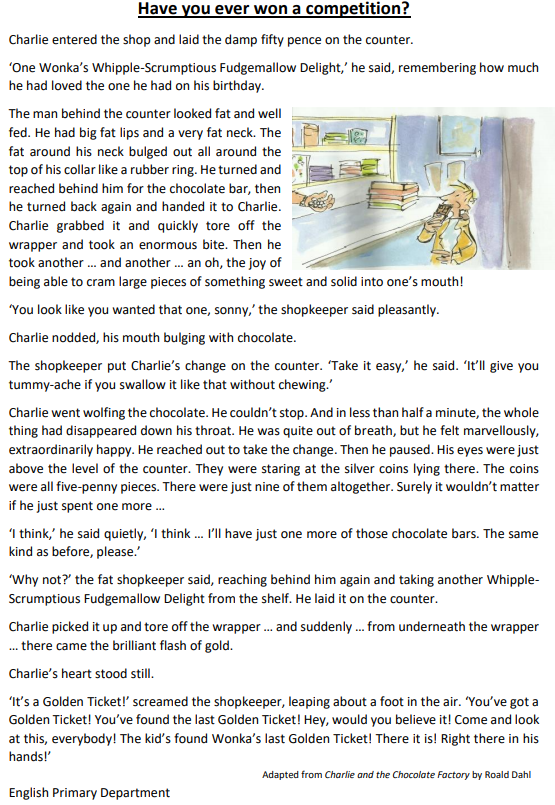 Have you ever won a competition?
Charlie entered the shop and laid the damp fifty pence on the counter.
‘One Wonka’s Whipple-Scrumptious Fudgemallow Delight,’ he said, remembering how much
he had loved the one he had on his birthday.
The man behind the counter looked fat and well
fed. He had big fat lips and a very fat neck. The
fat around his neck bulged out all around the
top of his collar like a rubber ring. He turned and
reached behind him for the chocolate bar, then
he turned back again and handed it to Charlie.
Charlie grabbed it and quickly tore off the
wrapper and took an enormous bite. Then he
took another … and another … an oh, the joy of
being able to cram large pieces of something sweet and solid into one’s mouth!
‘You look like you wanted that one, sonny,’ the shopkeeper said pleasantly.
Charlie nodded, his mouth bulging with chocolate.
The shopkeeper put Charlie’s change on the counter. ‘Take it easy,’ he said. ‘It’ll give you
tummy-ache if you swallow it like that without chewing.’
Charlie went wolfing the chocolate. He couldn’t stop. And in less than half a minute, the whole
thing had disappeared down his throat. He was quite out of breath, but he felt marvellously,
extraordinarily happy. He reached out to take the change. Then he paused. His eyes were just
above the level of the counter. They were staring at the silver coins lying there. The coins
were all five-penny pieces. There were just nine of them altogether. Surely it wouldn’t matter
if he just spent one more …
‘I think,’ he said quietly, ‘I think … I’ll have just one more of those chocolate bars. The same
kind as before, please.’
‘Why not?’ the fat shopkeeper said, reaching behind him again and taking another Whipple-
Scrumptious Fudgemallow Delight from the shelf. He laid it on the counter.
Charlie picked it up and tore off the wrapper … and suddenly … from underneath the wrapper
… there came the brilliant flash of gold.
Charlie’s heart stood still.
‘It’s a Golden Ticket!’ screamed the shopkeeper, leaping about a foot in the air. ‘You’ve got a
Golden Ticket! You’ve found the last Golden Ticket! Hey, would you believe it! Come and look
at this, everybody! The kid’s found Wonka’s last Golden Ticket! There it is! Right there in his
hands!’
Adapted from Charlie and the Chocolate Factory by Roald Dahl
English Primary Department